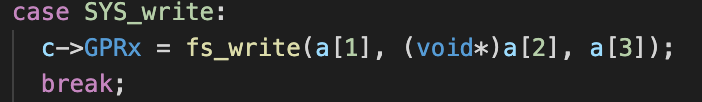 case SYS_write:
c->GPRx = fs_write(a[1], (void*)a[2], a[3]);
break;